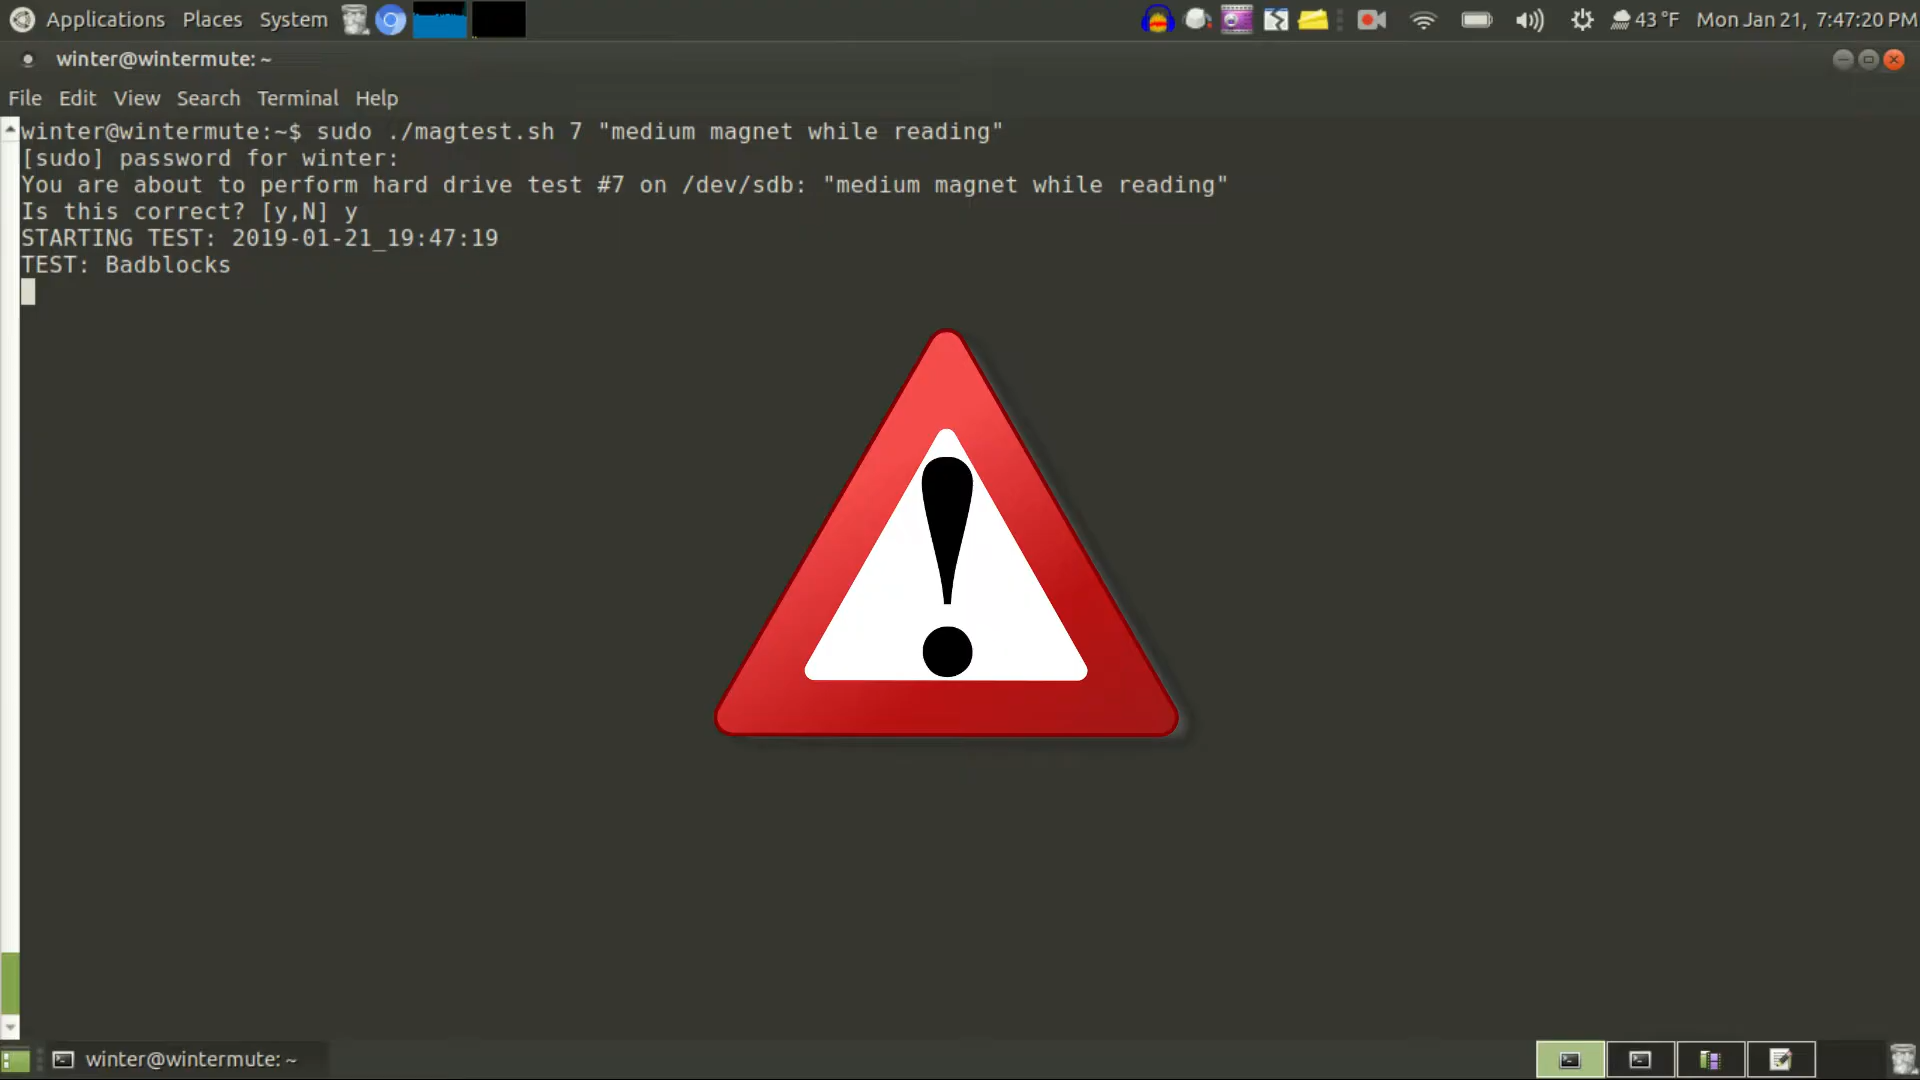 Applications Places System 43 °F Mon Jan 21, 7:47:20 PM
winter@wintermute: ~
File Edit View Search Terminal Help
winter@wintermute:~$ sudo ./magtest.sh 7 "medium magnet while reading"
[sudo] password for winter:
You are about to perform hard drive test #7 on /dev/sdb: "medium magnet while reading"
Is this correct? [y,N] y
STARTING TEST: 2019-01-21_19:47:19
TEST: Badblocks
!
winter@wintermute: ~